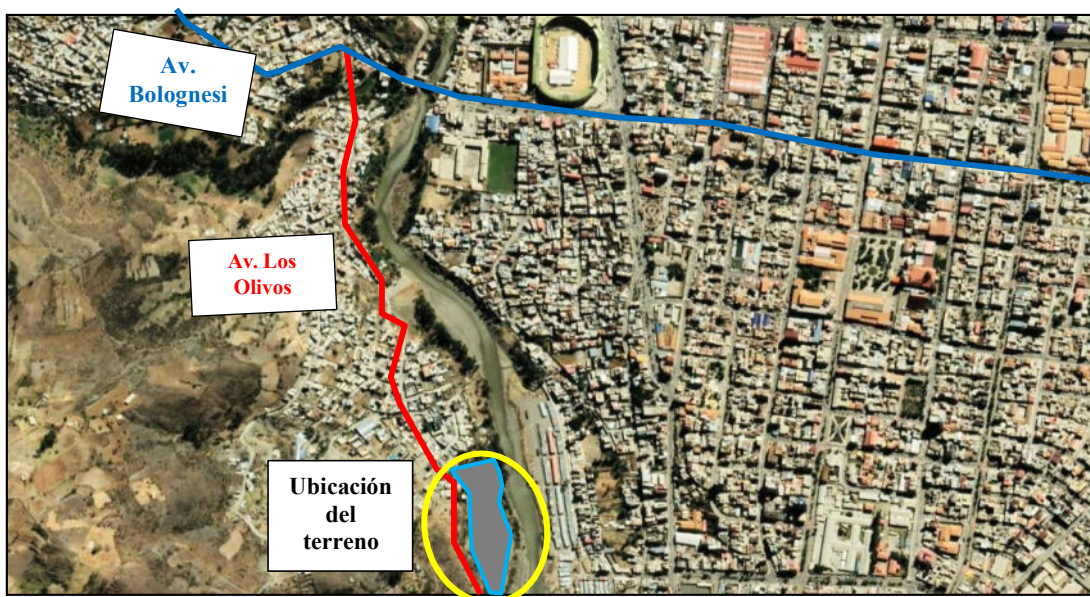 Av.
Bolognesi
Av. Los
Olivos
Ubicación
del
terreno